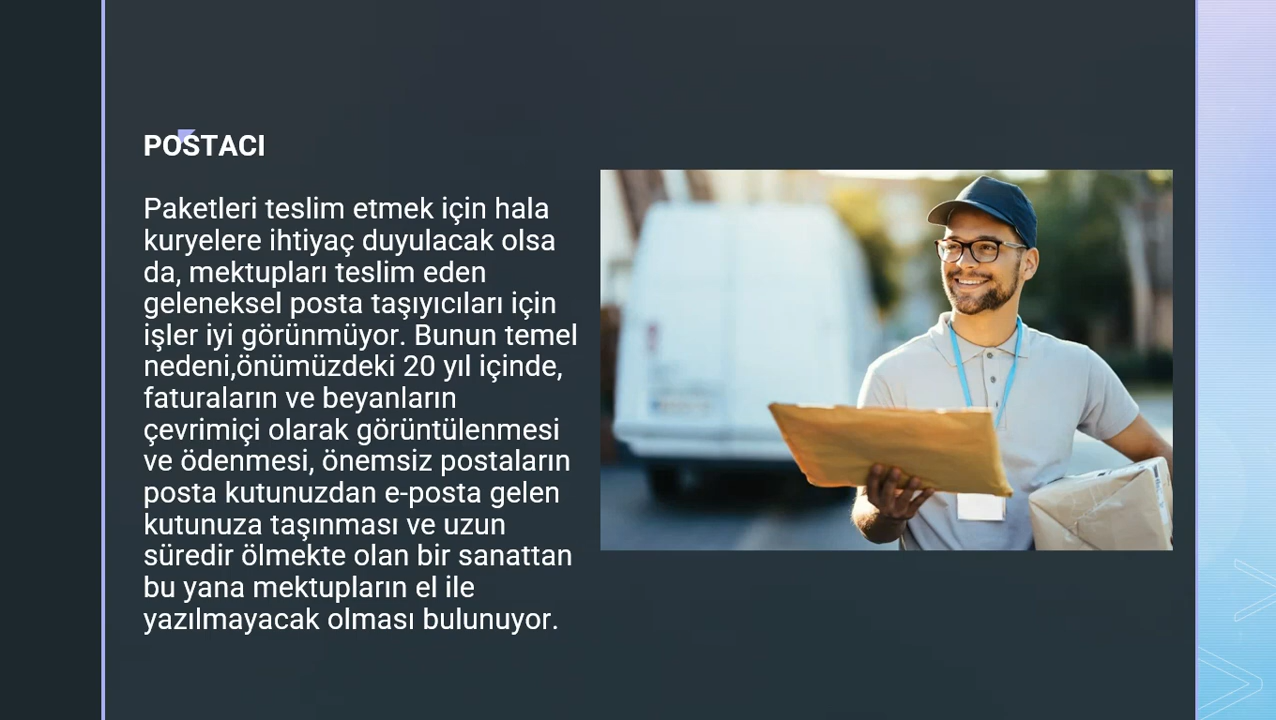 POSTACI
Paketleri teslim etmek için hala
kuryelere ihtiyaç duyulacak olsa
da, mektupları teslim eden
geleneksel posta taşıyıcıları için
işler iyi görünmüyor. Bunun temel
nedeni,önümüzdeki 20 yıl içinde,
faturaların ve beyanların
çevrimiçi olarak görüntülenmesi
ve ödenmesi, önemsiz postaların
posta kutunuzdan e-posta gelen
kutunuza taşınması ve uzun
süredir ölmekte olan bir sanattan
bu yana mektupların el ile
yazılmayacak olması bulunuyor.